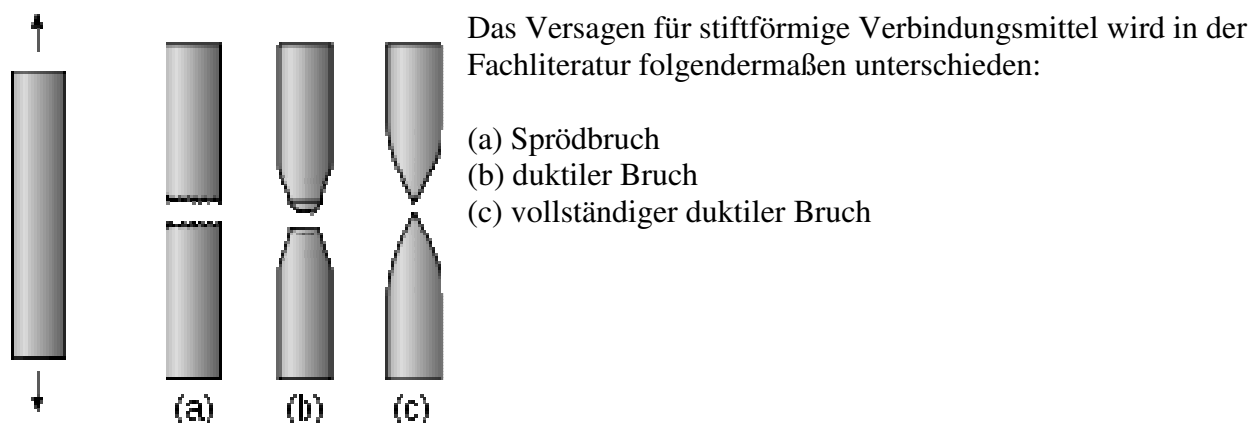 Das Versagen für stiftförmige Verbindungsmittel wird in der
Fachliteratur folgendermaßen unterschieden:
(a) Sprödbruch
(b) duktiler Bruch
(c) vollständiger duktiler Bruch
(a) (b) (c)